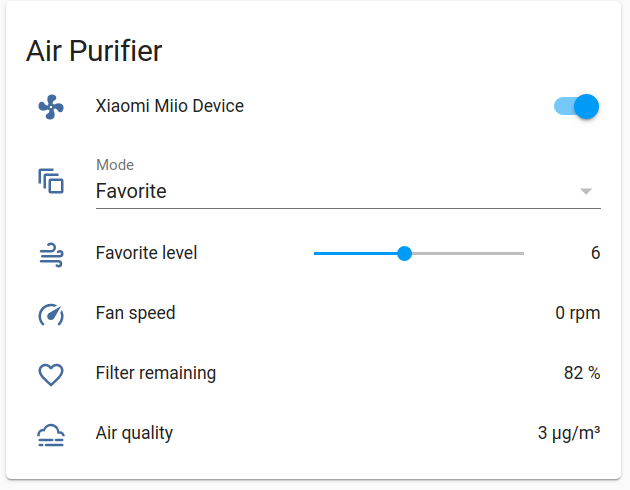 Air Purifier
Xiaomi Miio Device
Mode
Favorite
Favorite level 6
Fan speed 0 rpm
Filter remaining 82 %
Air quality 3 µg/m³